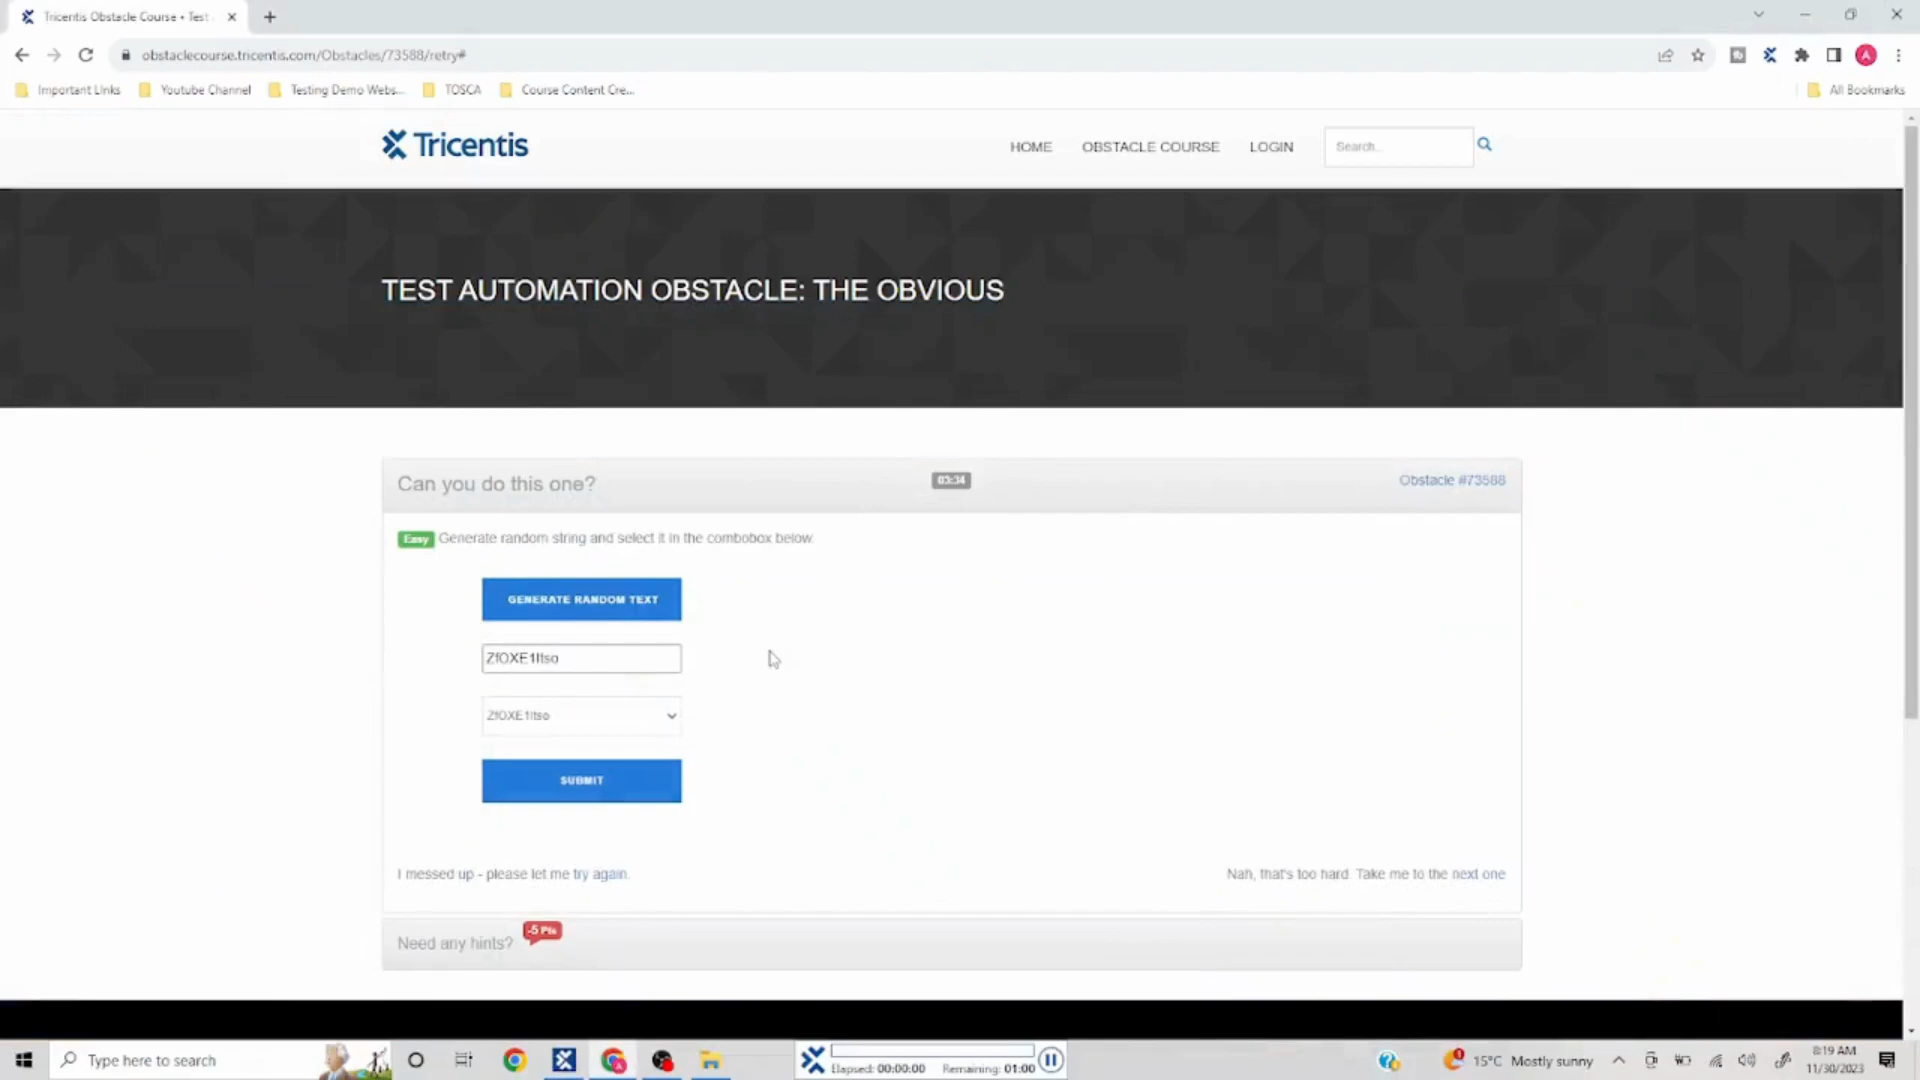 Tricentis Obstacle Course • Test
obstaclecourse.tricentis.com/Obstacles/73588/retry#
Important Links
Youtube Channel
Testing Demo Webs...
TOSCA
Course Content Cre...
All Bookmarks
Tricentis
HOME
OBSTACLE COURSE
LOGIN
Search...
TEST AUTOMATION OBSTACLE: THE OBVIOUS
Can you do this one?
03:34
Obstacle #73588
Easy Generate random string and select it in the combobox below.
GENERATE RANDOM TEXT
SUBMIT
I messed up - please let me try again.
Nah, that's too hard. Take me to the next one
Need any hints?
-5 Pts
Type here to search
Elapsed: 00:00:00
Remaining: 01:00
15°C Mostly sunny
8:19 AM
11/30/2023